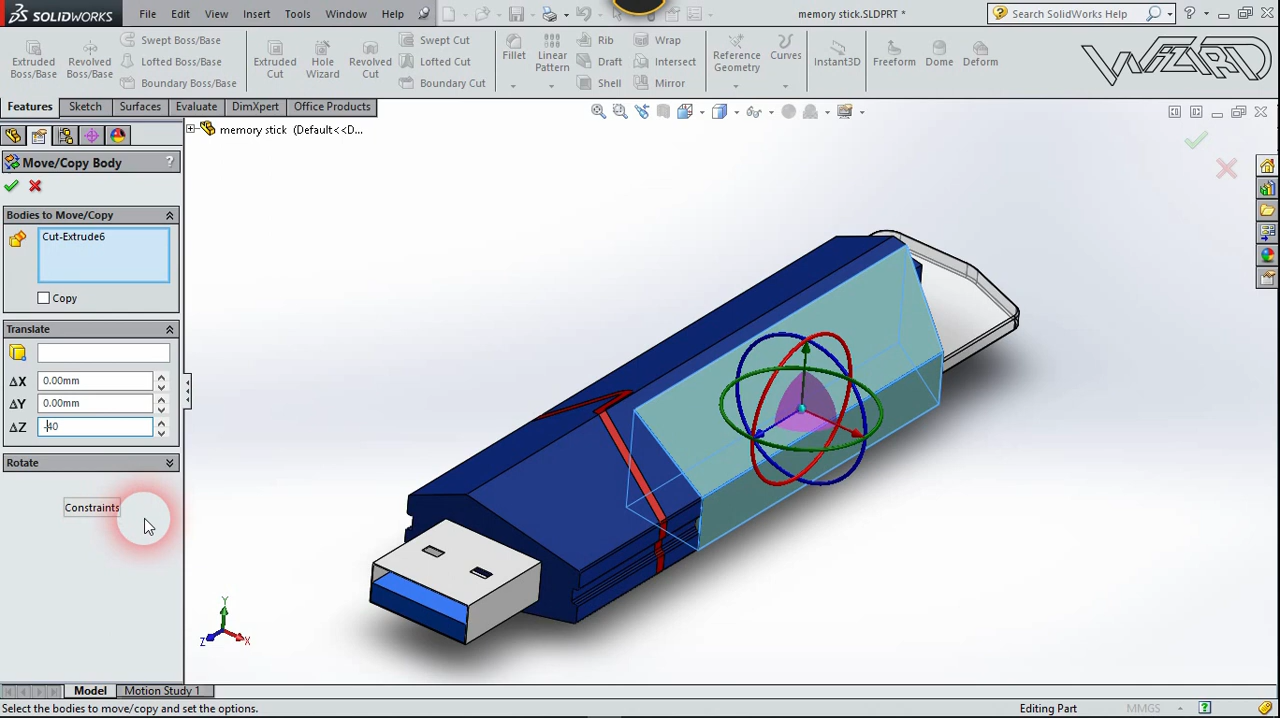 SOLIDWORKS File Edit View Insert Tools Window Help memory stick.SLDPRT * Search SolidWorks Help
Extruded Boss/Base
Revolved Boss/Base
Swept Boss/Base
Lofted Boss/Base
Boundary Boss/Base
Extruded Cut
Hole Wizard
Revolved Cut
Swept Cut
Lofted Cut
Boundary Cut
Fillet
Linear Pattern
Rib
Draft
Shell
Wrap
Intersect
Mirror
Reference Geometry
Curves
Instant3D
Freeform
Dome
Deform
WIZARD
Features Sketch Surfaces Evaluate DimXpert Office Products
memory stick (Default<<D...
Move/Copy Body ?
Bodies to Move/Copy
Cut-Extrude6
Copy
Translate
ΔX 0.00mm
ΔY 0.00mm
ΔZ -40
Rotate
Constraints
Y
Z X
Model Motion Study 1
Select the bodies to move/copy and set the options. Editing Part MMGS ?